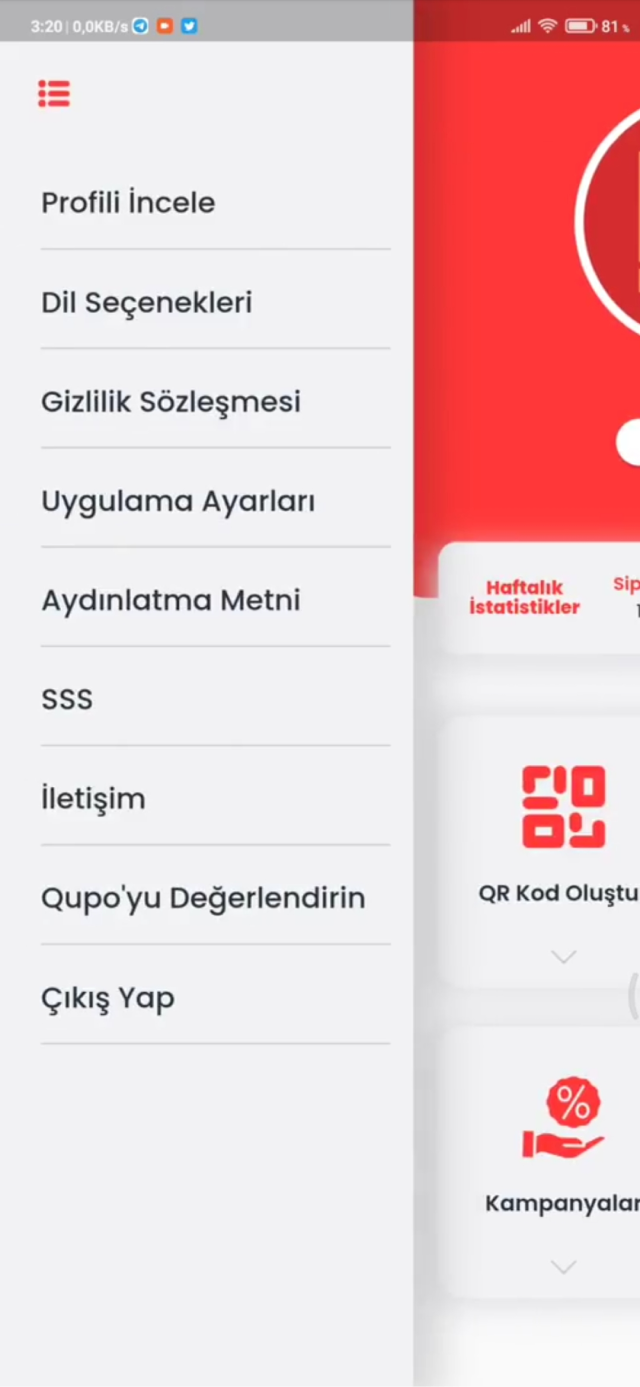 3:20 | 0,0KB/s
81 %
Profili İncele
Dil Seçenekleri
Gizlilik Sözleşmesi
Uygulama Ayarları
Aydınlatma Metni
SSS
İletişim
Qupo'yu Değerlendirin
Çıkış Yap
Haftalık
İstatistikler
Sip
QR Kod Oluştu
%
Kampanyalar